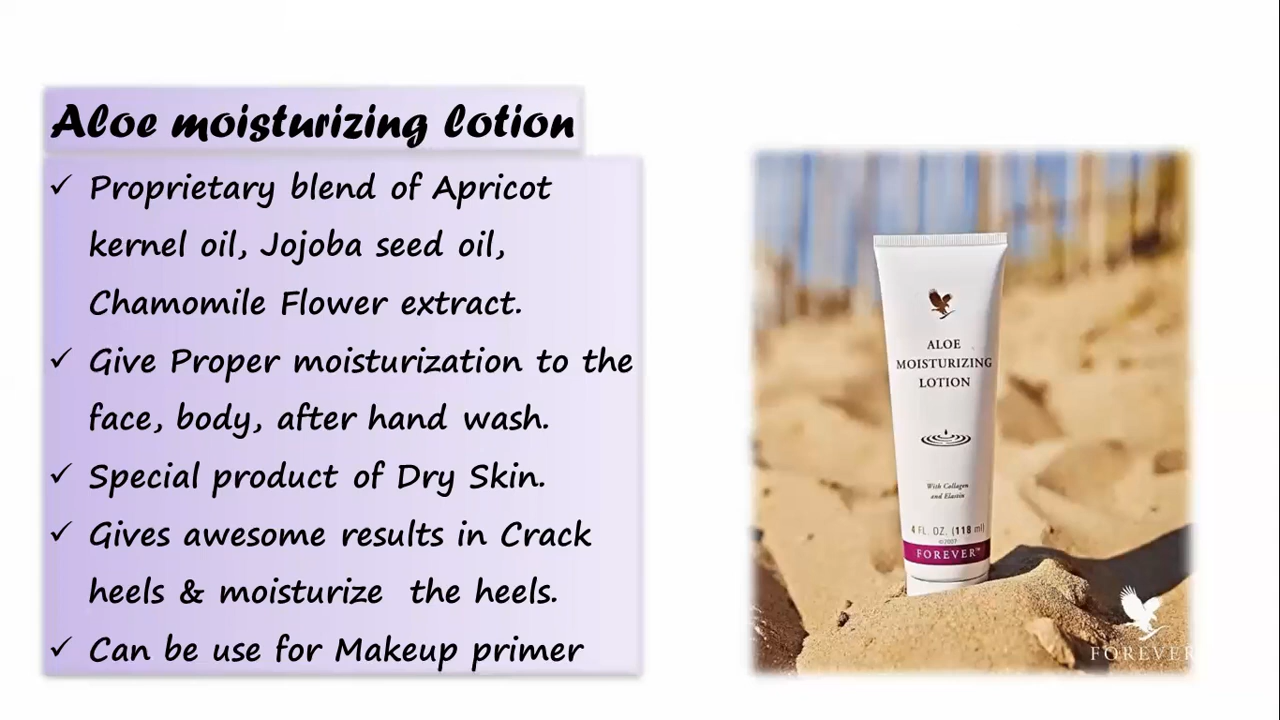 Aloe moisturizing lotion
✓ Proprietary blend of Apricot
kernel oil, Jojoba seed oil,
Chamomile Flower extract.
✓ Give Proper moisturization to the
face, body, after hand wash.
✓ Special product of Dry Skin.
✓ Gives awesome results in Crack
heels & moisturize the heels.
✓ Can be use for Makeup primer
ALOE
MOISTURIZING
LOTION
With Collagen
and Elastin
4 FL. OZ. (118 ml)
©2007
FOREVER™
FOREVER